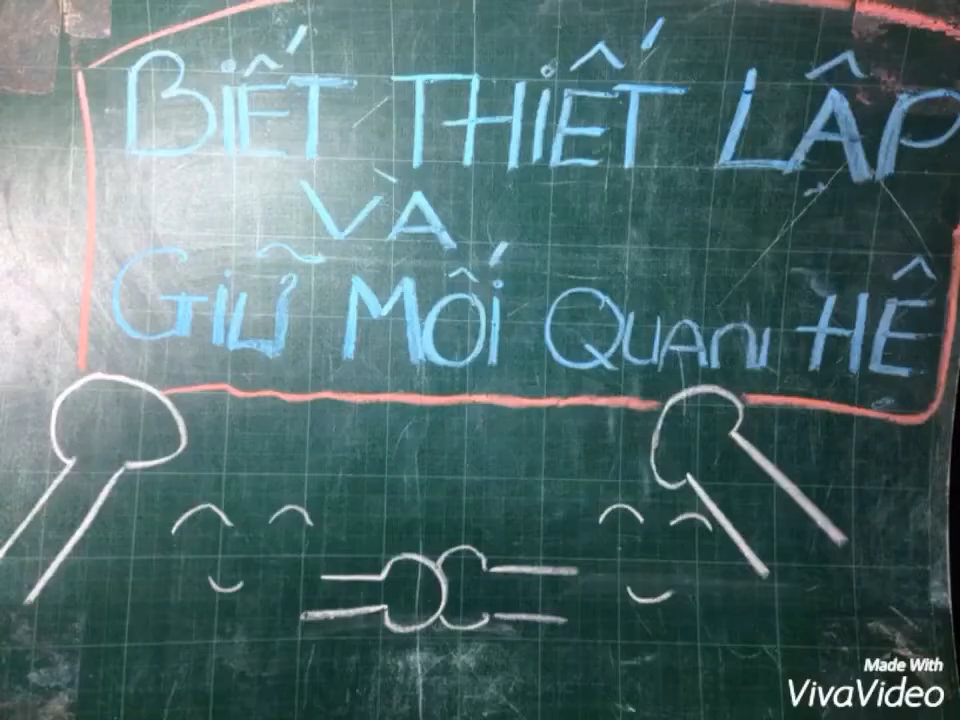 BIẾT THIẾT LẬP
VÀ
GIỮ MỐI QUAN HỆ
Made With
VivaVideo